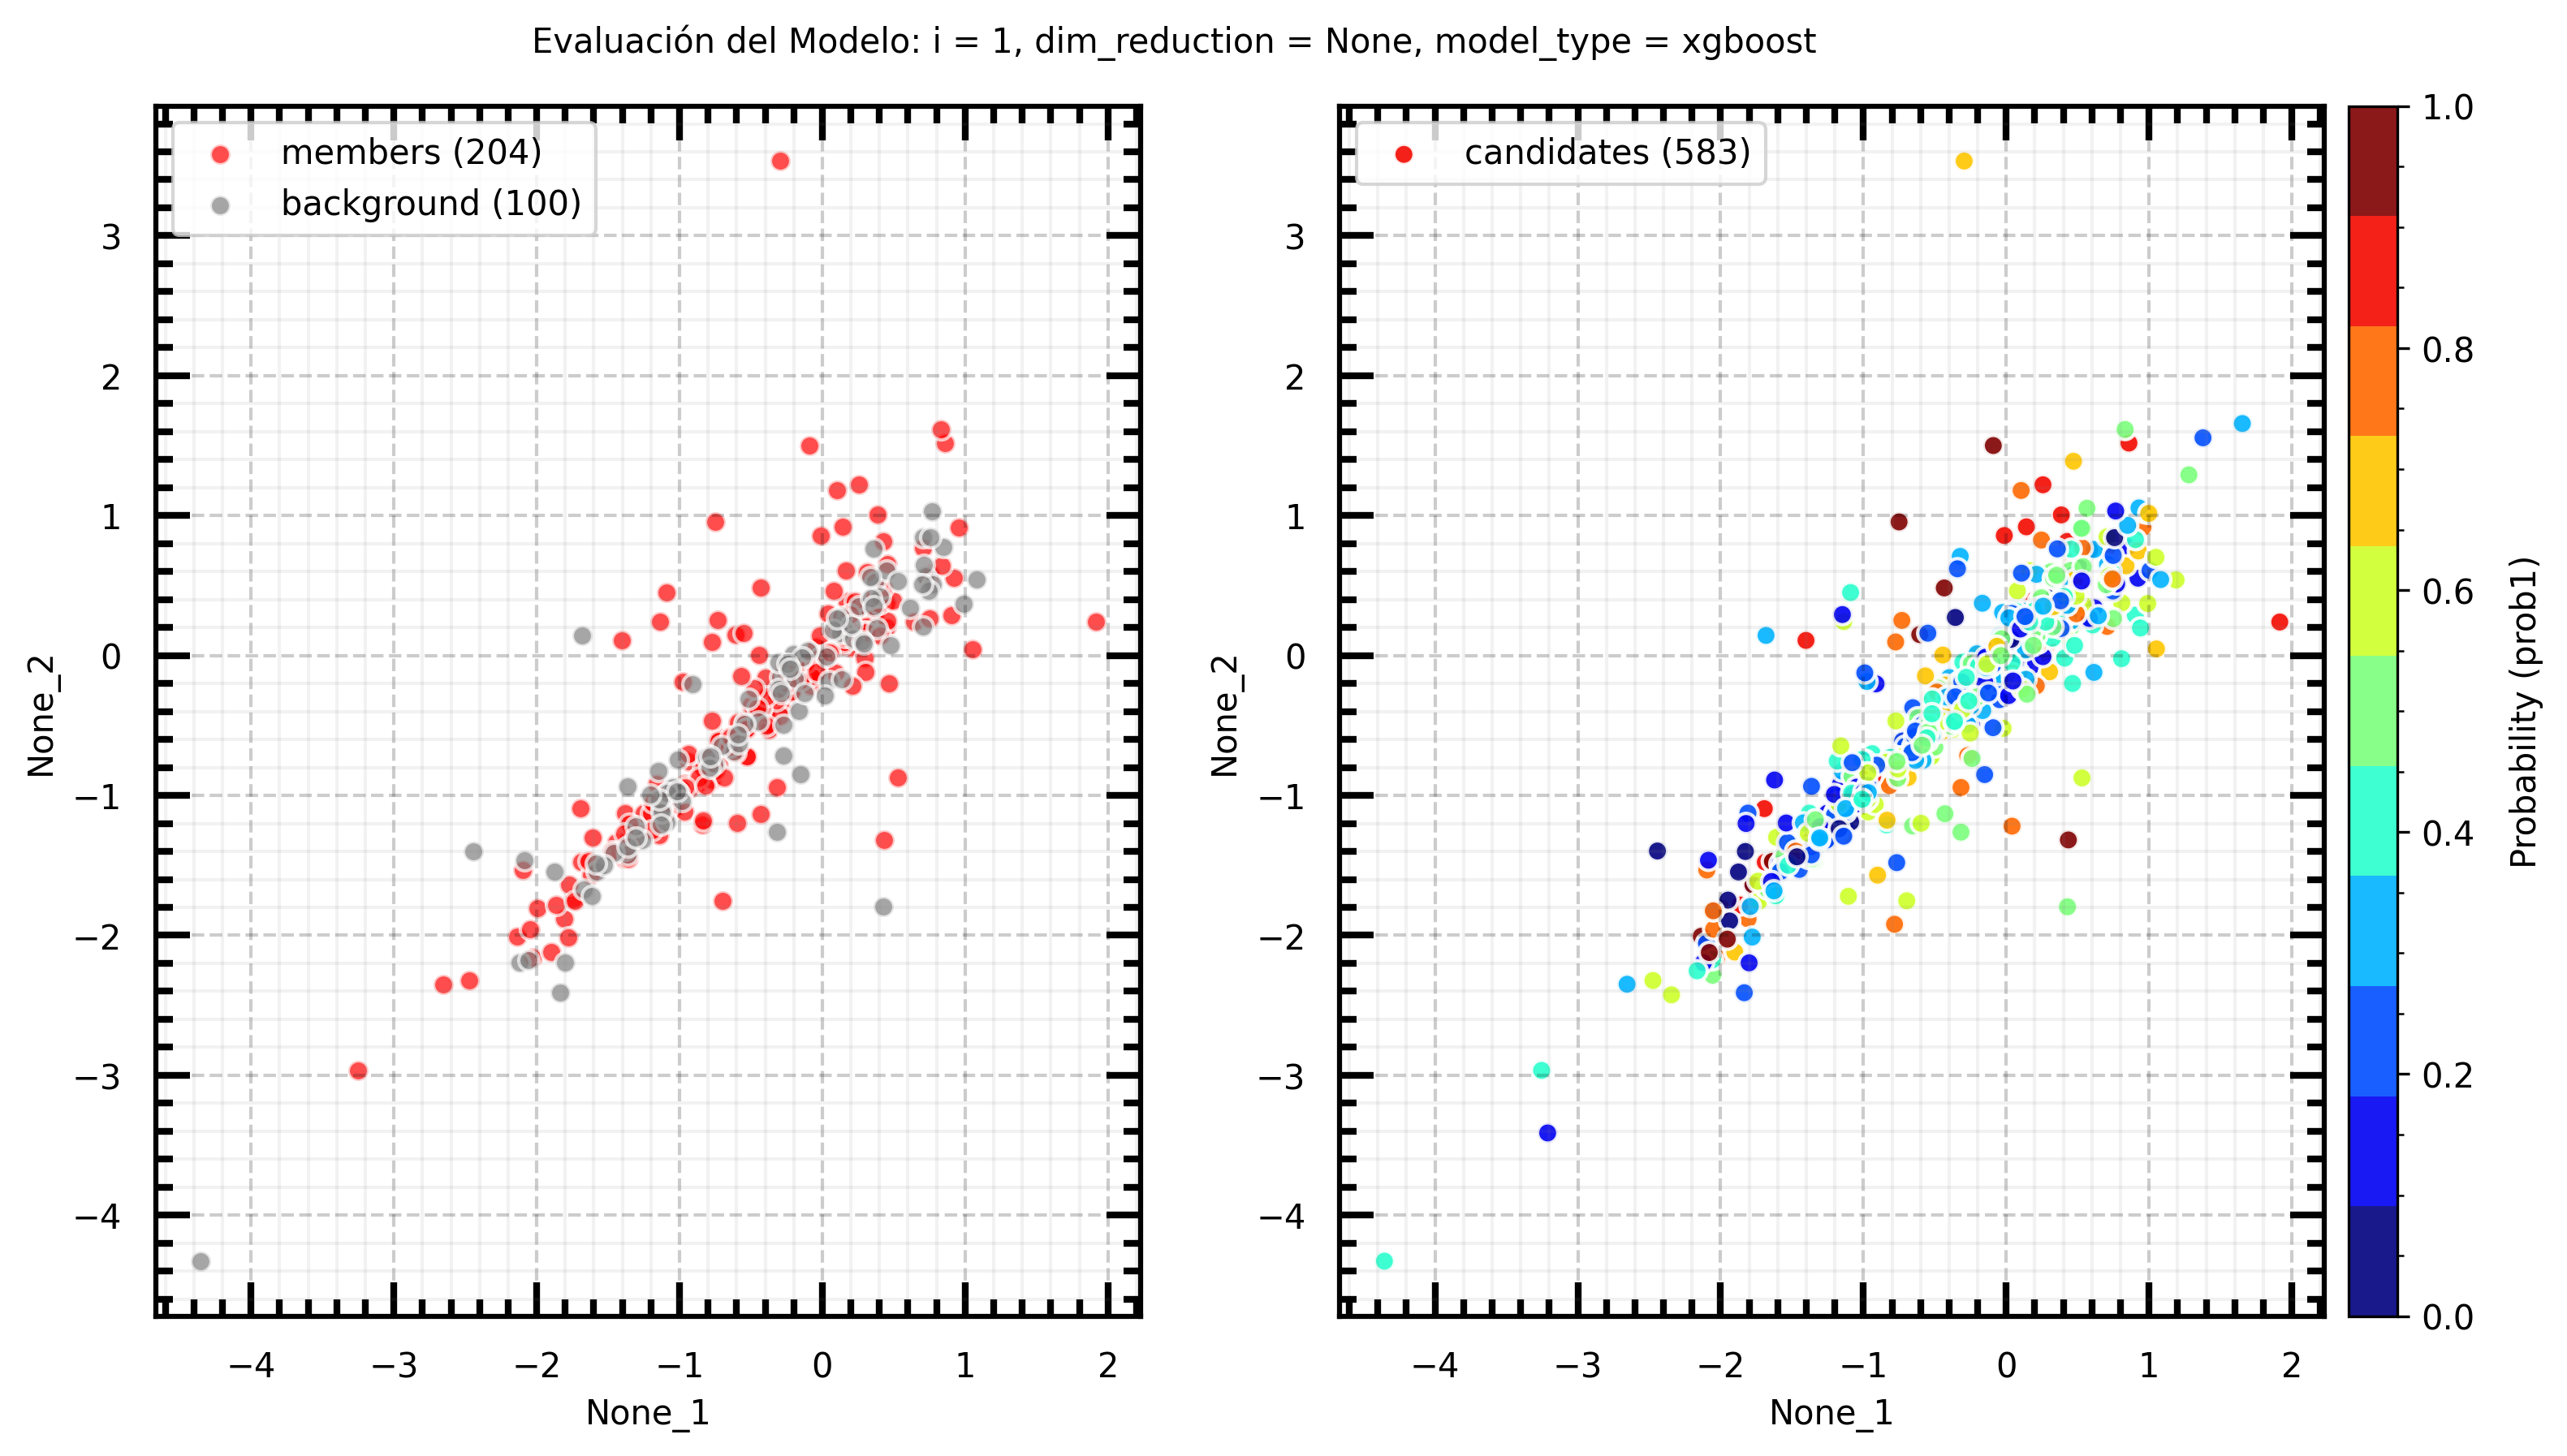 Evaluación del Modelo: i = 1, dim_reduction = None, model_type = xgboost
members (204)
background (100)
3
2
1
0
−1
−2
−3
−4
None_2
−4 −3 −2 −1 0 1 2
None_1
candidates (583)
3
2
1
0
−1
−2
−3
−4
None_2
−4 −3 −2 −1 0 1 2
None_1
1.0
0.8
0.6
0.4
0.2
0.0
Probability (prob1)